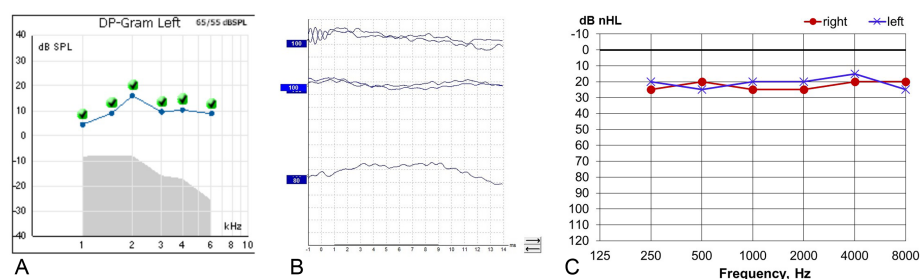 DP-Gram Left 65/55 dBSPL
dB SPL
40
30
20
10
0
-10
-20
-30
-40
kHz
1 2 3 4 6 8 10
A
100
100
80
-1 0 1 2 3 4 5 6 7 8 9 10 11 12 13 14
ms
B
dB nHL
right left
-10
0
10
20
30
40
50
60
70
80
90
100
110
120
125 250 500 1000 2000 4000 8000
Frequency, Hz
C